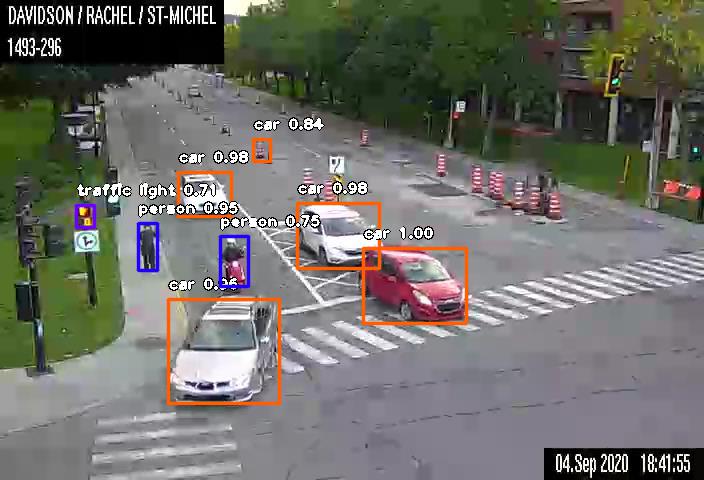 DAVIDSON / RACHEL / ST-MICHEL
1493-296
car 0.84
car 0.98
traffic light 0.71
car 0.98
person 0.95
person 0.75
car 1.00
car 0.96
04.Sep 2020 18:41:55